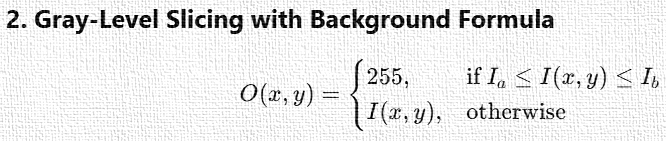 2. Gray-Level Slicing with Background Formula
255, if I_a ≤ I(x, y) ≤ I_b
O(x, y) = {
I(x, y), otherwise